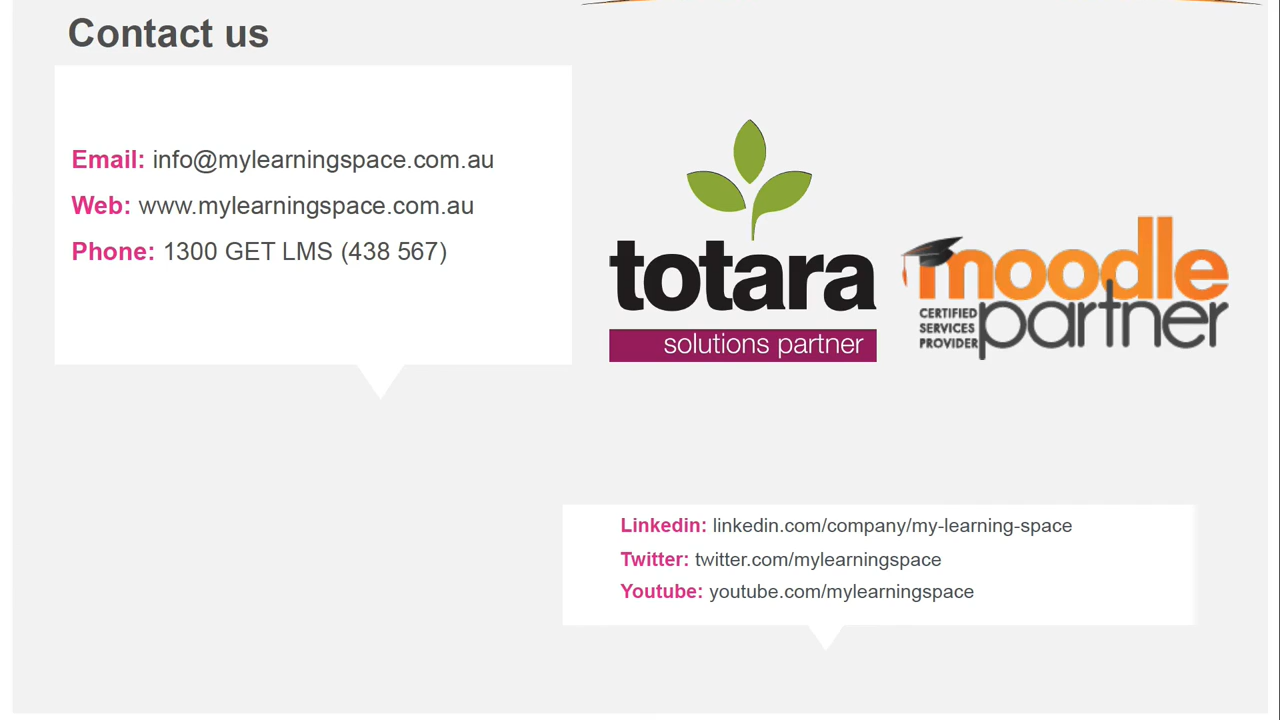 Contact us
Email: info@mylearningspace.com.au
Web: www.mylearningspace.com.au
Phone: 1300 GET LMS (438 567)
totara
solutions partner
moodle
CERTIFIED
SERVICES
PROVIDER
partner
Linkedin: linkedin.com/company/my-learning-space
Twitter: twitter.com/mylearningspace
Youtube: youtube.com/mylearningspace